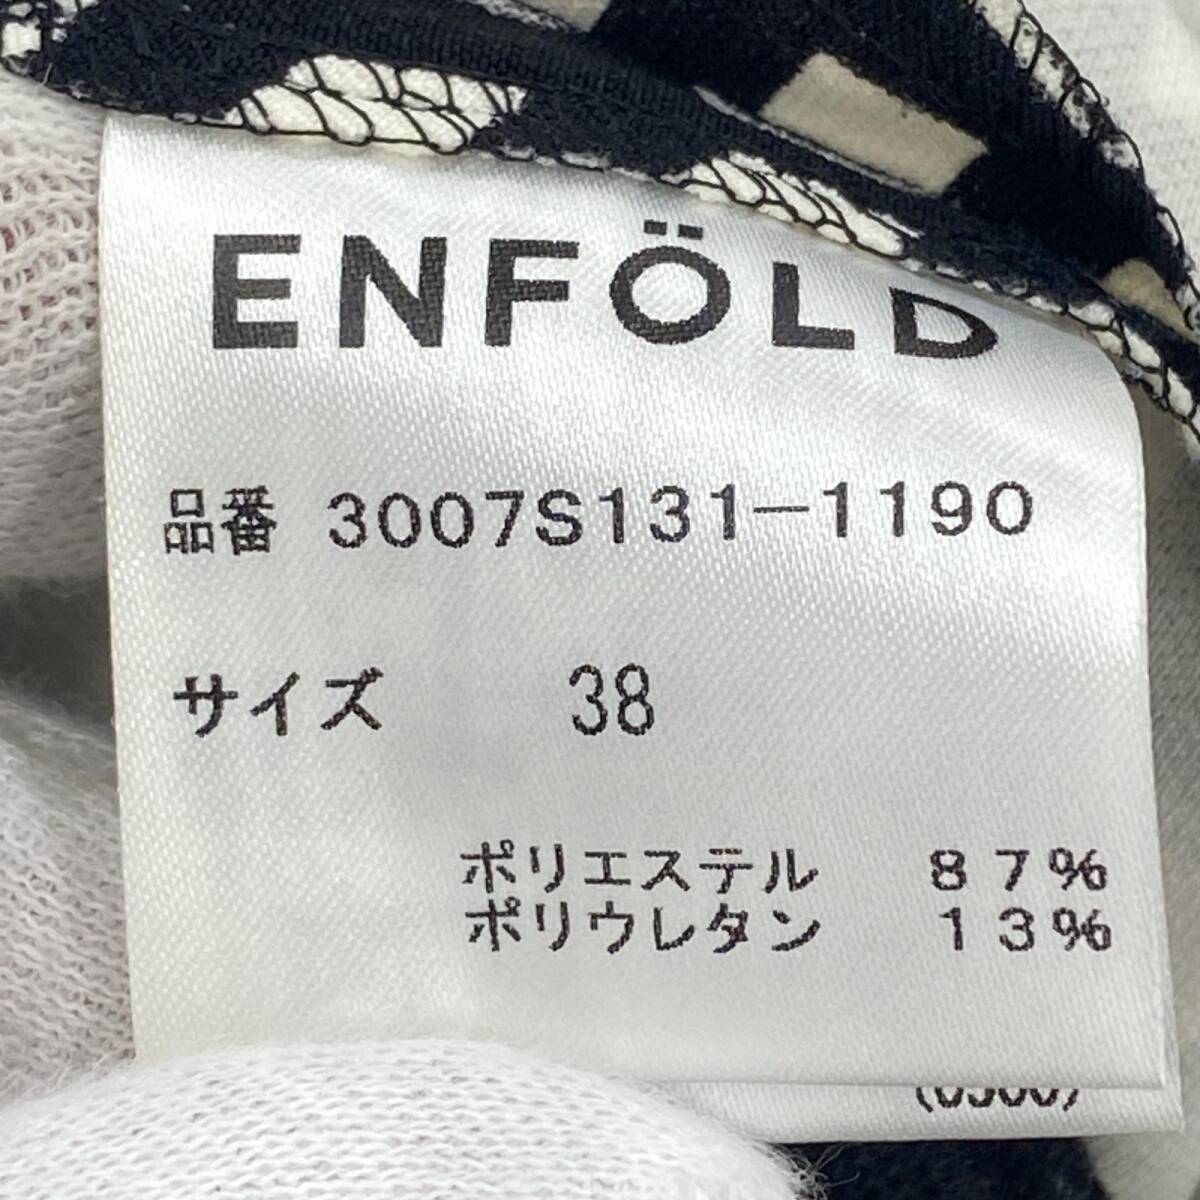 ENFÖLD
品番 3007S131-1190
サイズ 38
ポリエステル 87%
ポリウレタン 13%